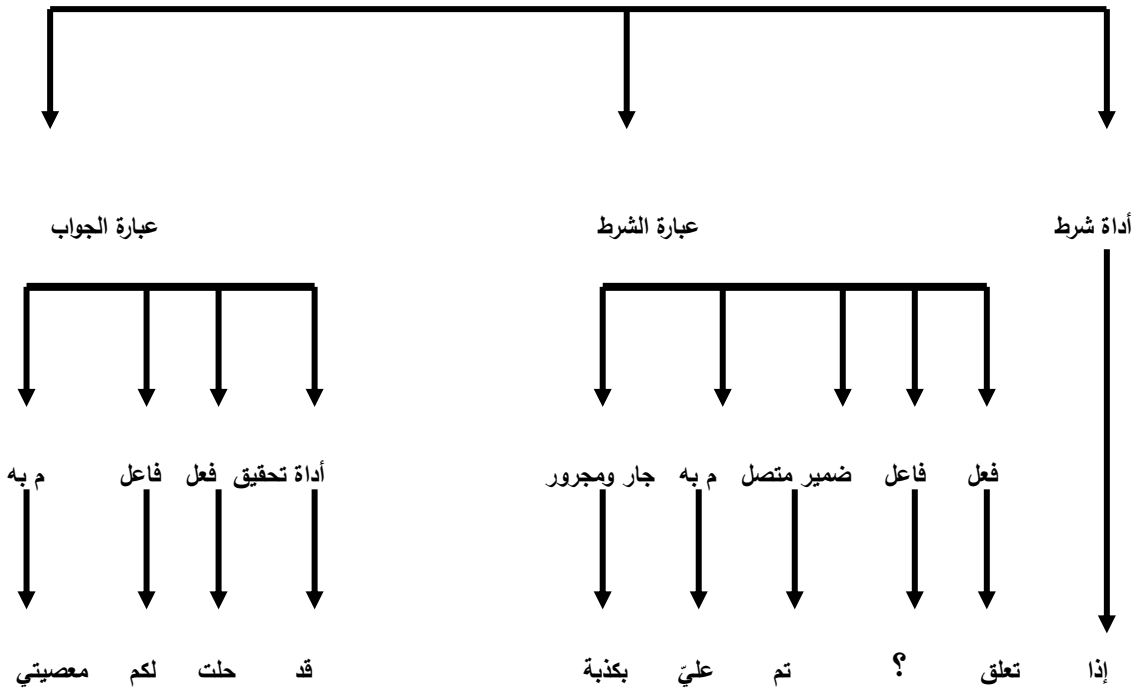 أداة شرط عبارة الشرط عبارة الجواب
فعل فاعل ضمير متصل م به جار ومجرور أداة تحقيق فعل فاعل م به
إذا تعلق ؟ تم عليّ بكذبة قد حلت لكم معصيتي